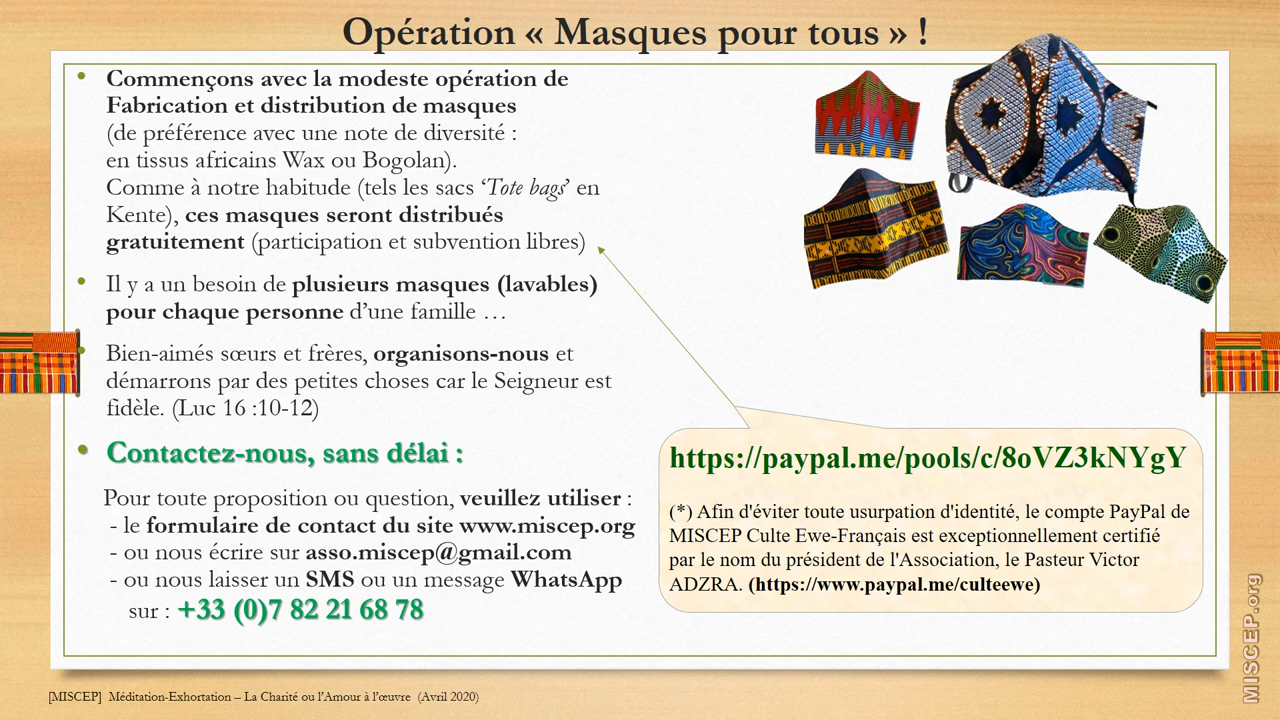 Opération « Masques pour tous » !
• Commençons avec la modeste opération de
Fabrication et distribution de masques
(de préférence avec une note de diversité :
en tissus africains Wax ou Bogolan).
Comme à notre habitude (tels les sacs ‘Tote bags’ en
Kente), ces masques seront distribués
gratuitement (participation et subvention libres)
• Il y a un besoin de plusieurs masques (lavables)
pour chaque personne d’une famille …
• Bien-aimés sœurs et frères, organisons-nous et
démarrons par des petites choses car le Seigneur est
fidèle. (Luc 16 :10-12)
• Contactez-nous, sans délai :
Pour toute proposition ou question, veuillez utiliser :
- le formulaire de contact du site www.miscep.org
- ou nous écrire sur asso.miscep@gmail.com
- ou nous laisser un SMS ou un message WhatsApp
sur : +33 (0)7 82 21 68 78
https://paypal.me/pools/c/8oVZ3kNYgY
(*) Afin d'éviter toute usurpation d'identité, le compte PayPal de
MISCEP Culte Ewe-Français est exceptionnellement certifié
par le nom du président de l'Association, le Pasteur Victor
ADZRA. (https://www.paypal.me/culteewe)
MISCEP.org
[MISCEP] Méditation-Exhortation – La Charité ou l’Amour à l’œuvre (Avril 2020)